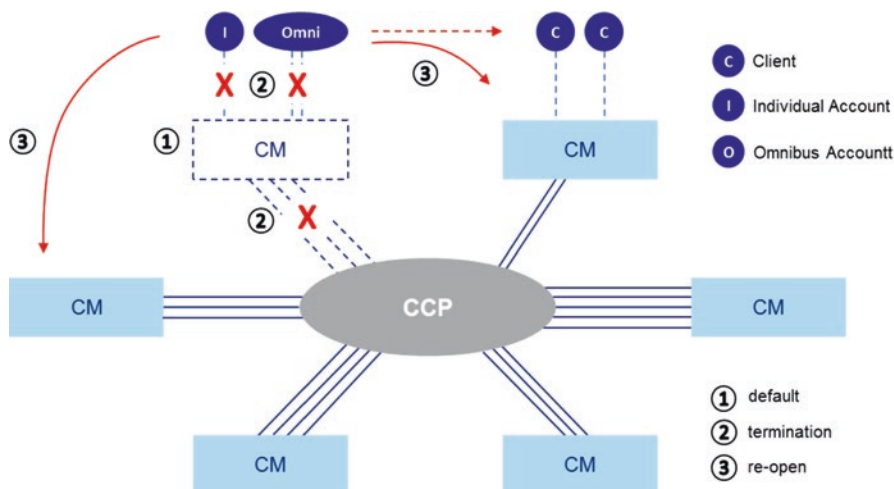 I Omni C C
X ② X ③
C Client
③ ① CM CM I Individual Account
O Omnibus Accountt
② X
CM CCP CM
① default
② termination
CM CM ③ re-open